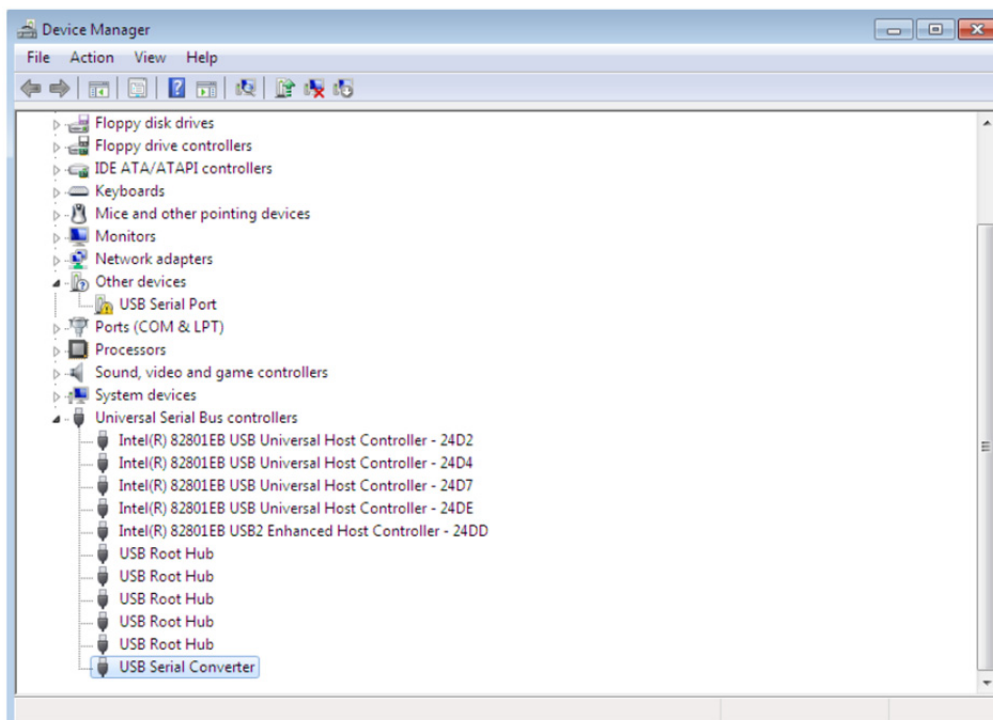 Device Manager
File Action View Help
Floppy disk drives
Floppy drive controllers
IDE ATA/ATAPI controllers
Keyboards
Mice and other pointing devices
Monitors
Network adapters
Other devices
USB Serial Port
Ports (COM & LPT)
Processors
Sound, video and game controllers
System devices
Universal Serial Bus controllers
Intel(R) 82801EB USB Universal Host Controller - 24D2
Intel(R) 82801EB USB Universal Host Controller - 24D4
Intel(R) 82801EB USB Universal Host Controller - 24D7
Intel(R) 82801EB USB Universal Host Controller - 24DE
Intel(R) 82801EB USB2 Enhanced Host Controller - 24DD
USB Root Hub
USB Root Hub
USB Root Hub
USB Root Hub
USB Root Hub
USB Serial Converter